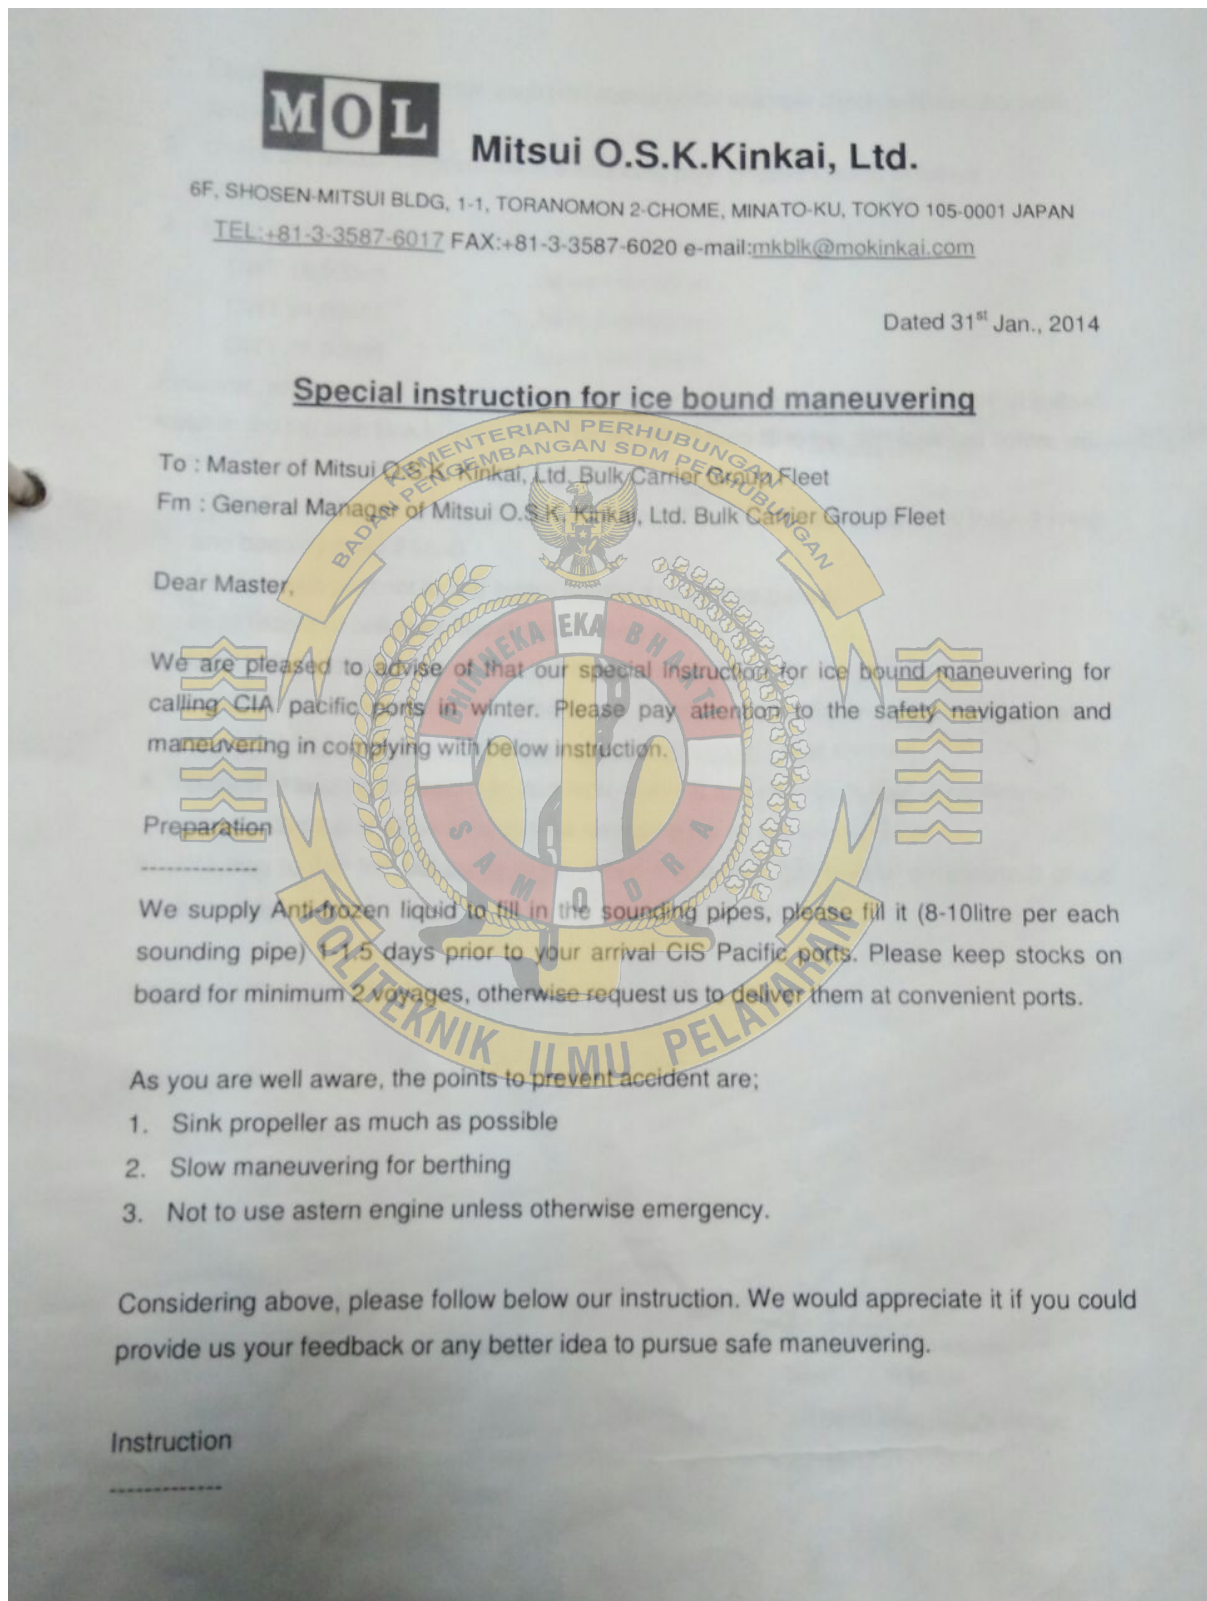 MOL
Mitsui O.S.K.Kinkai, Ltd.
6F, SHOSEN-MITSUI BLDG, 1-1, TORANOMON 2-CHOME, MINATO-KU, TOKYO 105-0001 JAPAN
TEL:+81-3-3587-6017 FAX:+81-3-3587-6020 e-mail:mkblk@mokinkai.com
Dated 31st Jan., 2014
Special instruction for ice bound maneuvering
KEMENTERIAN PERHUBUNGAN
BADAN PENGEMBANGAN SDM PERHUBUNGAN
To : Master of Mitsui O.S.K. Kinkai, Ltd. Bulk Carrier Group Fleet
Fm : General Manager of Mitsui O.S.K. Kinkai, Ltd. Bulk Carrier Group Fleet
Dear Master,
BHINNEKA EKA BHAKTI
We are pleased to advise of that our special instruction for ice bound maneuvering for
calling CIA pacific ports in winter. Please pay attention to the safety navigation and
maneuvering in complying with below instruction.
Preparation
--------------
SAMODRA
We supply Anti-frozen liquid to fill in the sounding pipes, please fill it (8-10litre per each
sounding pipe) 1-1.5 days prior to your arrival CIS Pacific ports. Please keep stocks on
board for minimum 2 voyages, otherwise request us to deliver them at convenient ports.
POLITEKNIK ILMU PELAYARAN
As you are well aware, the points to prevent accident are;
1. Sink propeller as much as possible
2. Slow maneuvering for berthing
3. Not to use astern engine unless otherwise emergency.
Considering above, please follow below our instruction. We would appreciate it if you could
provide us your feedback or any better idea to pursue safe maneuvering.
Instruction
-------------